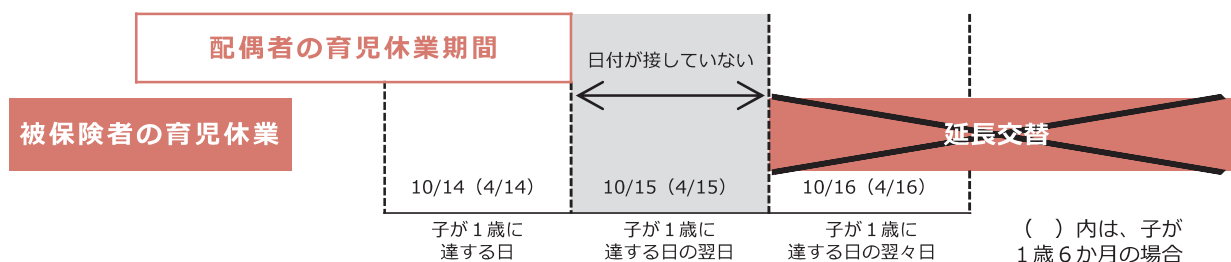 配偶者の育児休業期間
日付が接していない
被保険者の育児休業
延長交替
10/14（4/14）
10/15（4/15）
10/16（4/16）
子が１歳に
達する日
子が１歳に
達する日の翌日
子が１歳に
達する日の翌々日
（　）内は、子が
１歳６か月の場合